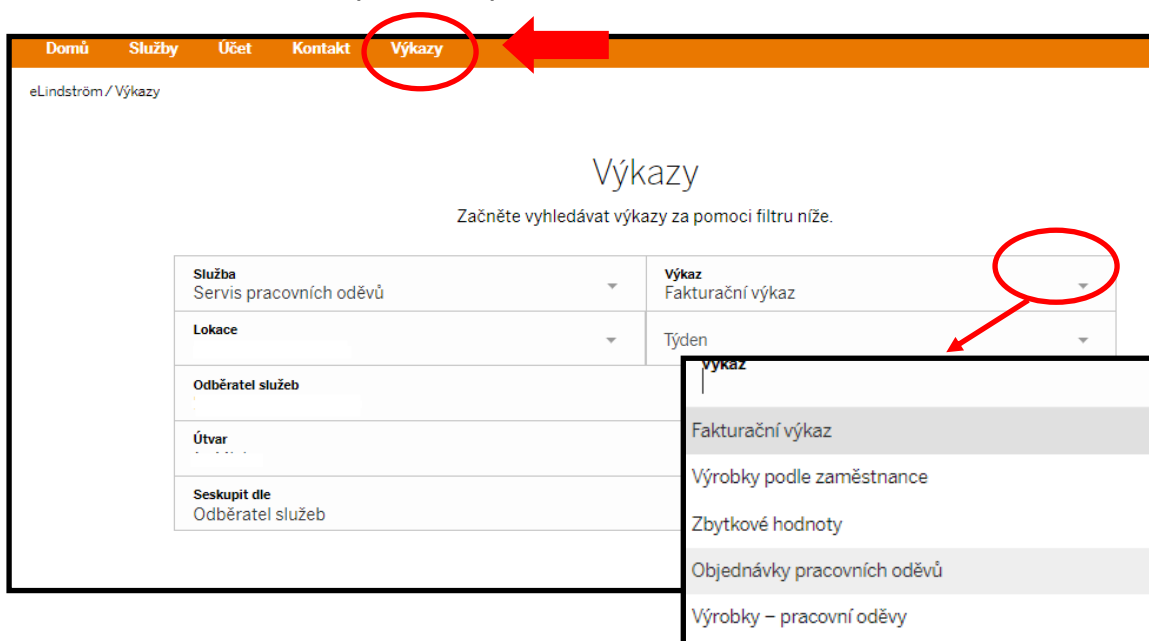 Domů Služby Účet Kontakt Výkazy
eLindström / Výkazy
Výkazy
Začněte vyhledávat výkazy za pomoci filtru níže.
Služba
Servis pracovních oděvů
Výkaz
Fakturační výkaz
Lokace
Týden
Odběratel služeb
Útvar
Seskupit dle
Odběratel služeb
Výkaz
Fakturační výkaz
Výrobky podle zaměstnance
Zbytkové hodnoty
Objednávky pracovních oděvů
Výrobky – pracovní oděvy